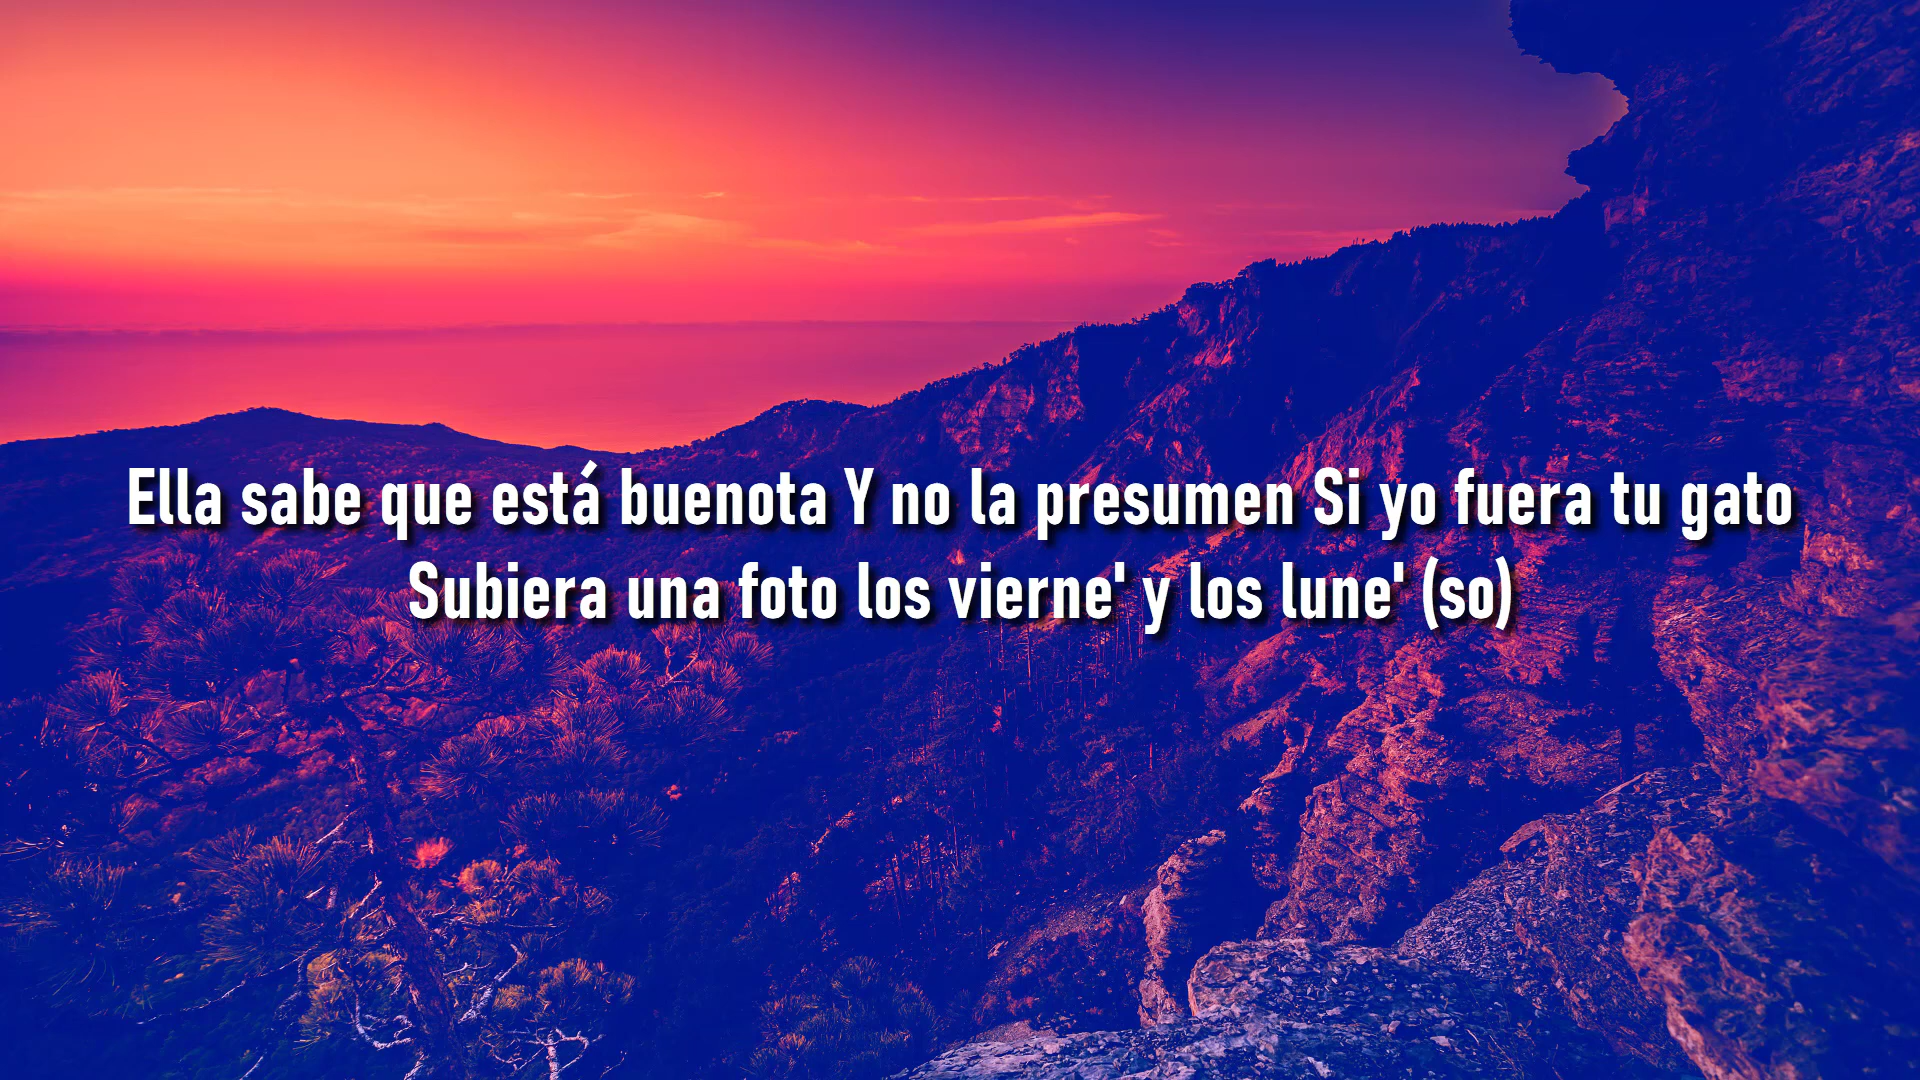 Ella sabe que está buenota Y no la presumen Si yo fuera tu gato
Subiera una foto los vierne' y los lune' (so)